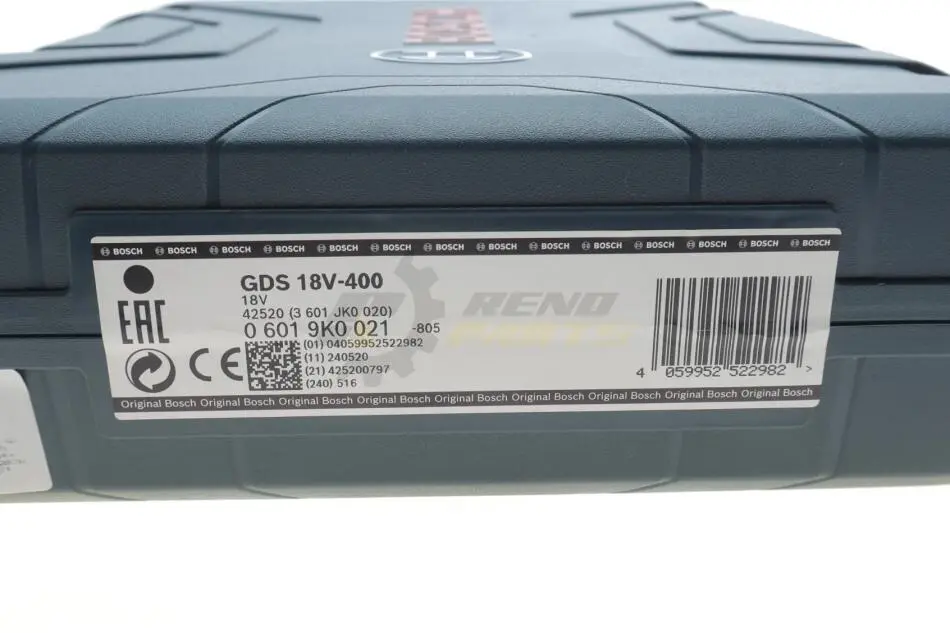 BOSCH
BOSCH BOSCH BOSCH BOSCH BOSCH BOSCH BOSCH BOSCH BOSCH BOSCH BOSCH BOSCH BOSCH BOSCH
GDS 18V-400
18V
42520 (3 601 JK0 020)
0 601 9K0 021 -805
(01) 04059952522982
(11) 240520
(21) 425200797
(240) 516
EAC
CE
RENO
PARTS
4 059952 522982 >
Original Bosch Original Bosch Original Bosch Original Bosch Original Bosch Original Bosch Original Bosch Original Bosch Original Bosch